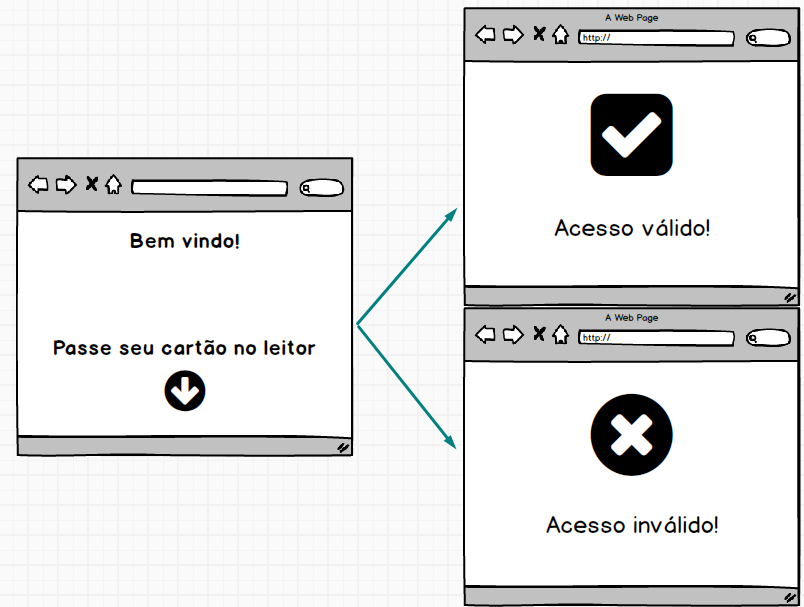 Bem vindo!
Passe seu cartão no leitor
A Web Page
http://
Acesso válido!
A Web Page
http://
Acesso inválido!